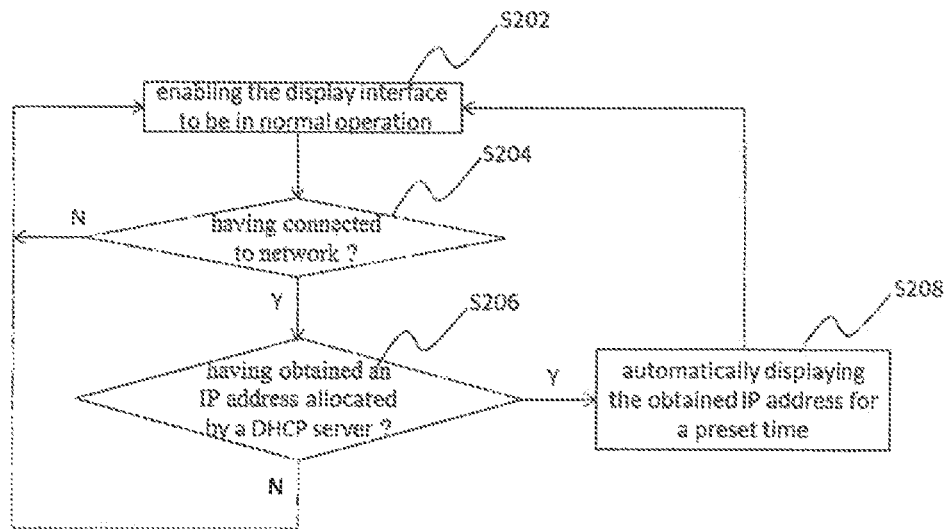 S202
enabling the display interface
to be in normal operation
S204
N
having connected
to network ?
Y
S206
S208
having obtained an
IP address allocated
by a DHCP server ?
Y
automatically displaying
the obtained IP address for
a preset time
N